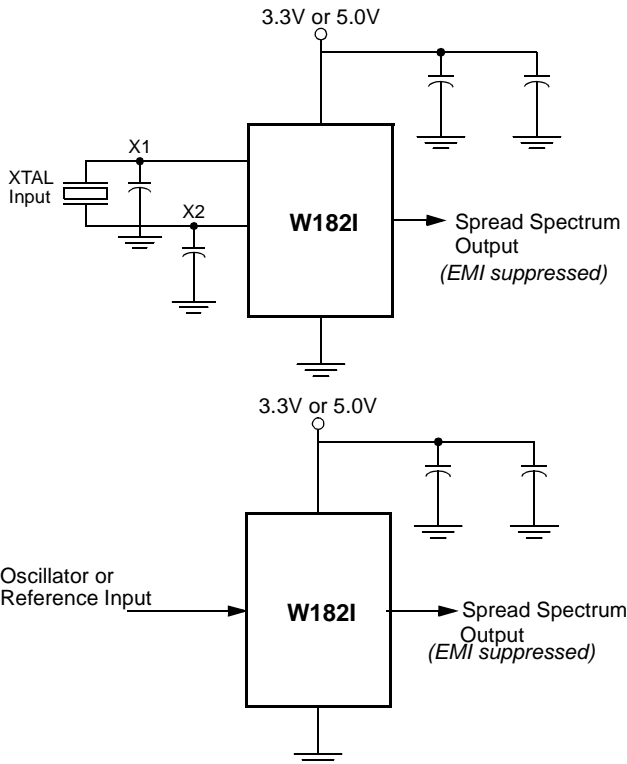 3.3V or 5.0V
X1
XTAL
Input
X2
W182I
Spread Spectrum
Output
(EMI suppressed)
3.3V or 5.0V
Oscillator or
Reference Input
W182I
Spread Spectrum
Output
(EMI suppressed)